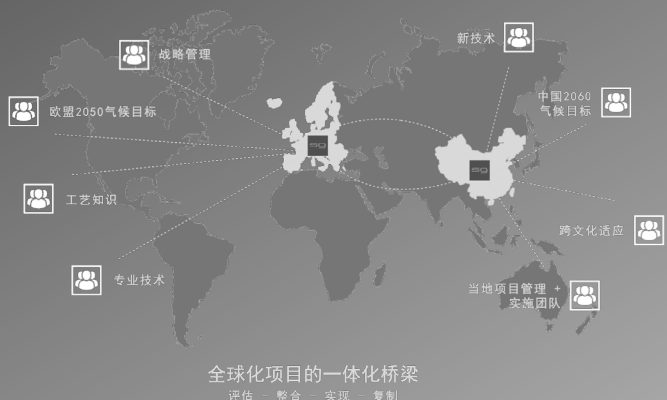 战略管理
新技术
欧盟2050气候目标
中国2060
气候目标
sg
sg
工艺知识
跨文化适应
专业技术
当地项目管理 +
实施团队
全球化项目的一体化桥梁
评估 – 整合 – 实现 – 复制